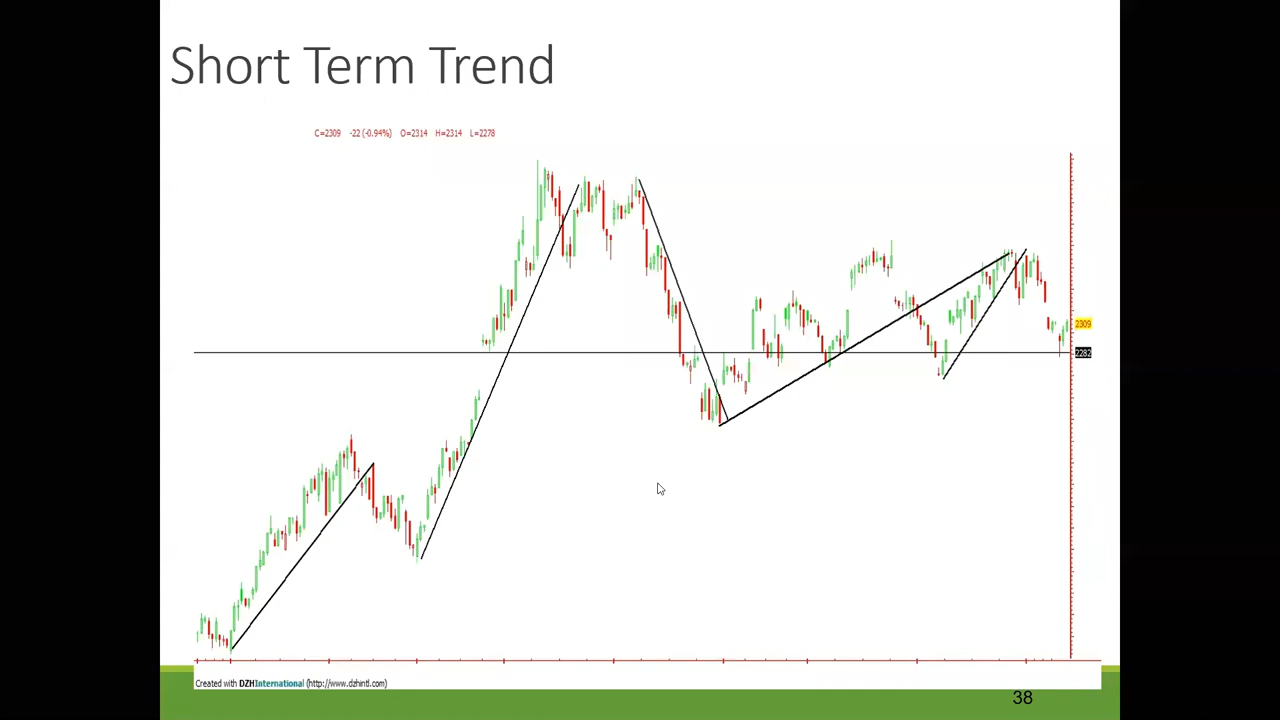 Short Term Trend
C=2309 -22 (-0.94%) O=2314 H=2314 L=2278
2309
2282
Created with DZHInternational (http://www.dzhintl.com)
38